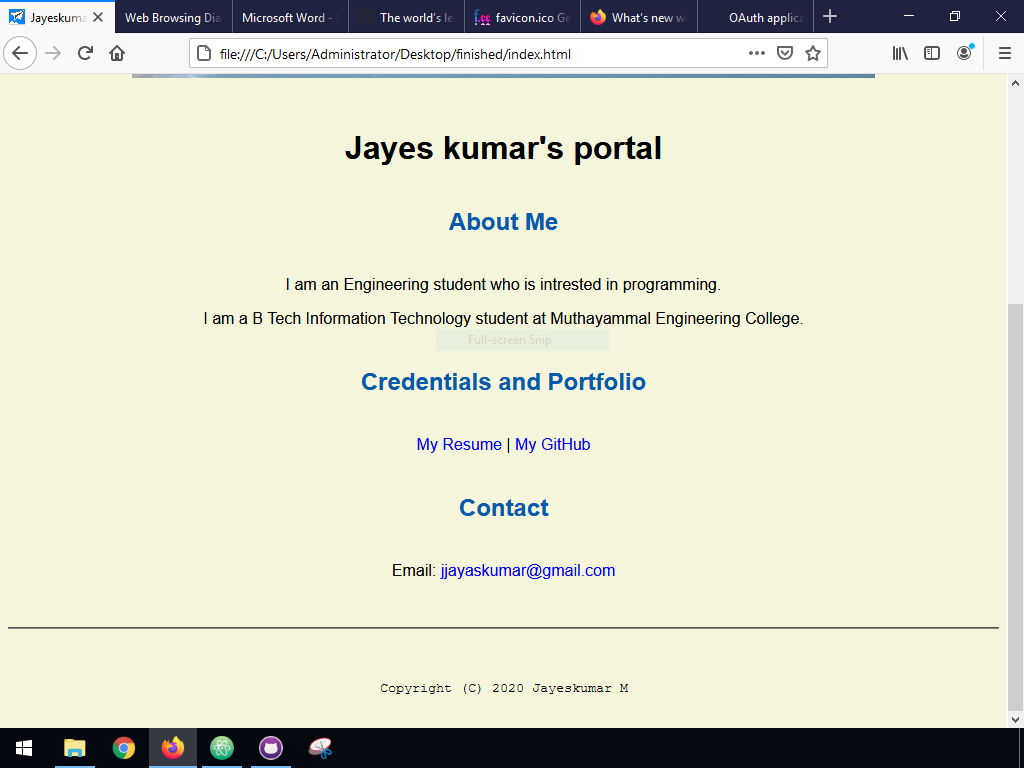 Jayeskuma
Web Browsing Dia
Microsoft Word -
The world's le
favicon.ico Ge
What's new w
OAuth applica
file:///C:/Users/Administrator/Desktop/finished/index.html
Jayes kumar's portal
About Me
I am an Engineering student who is intrested in programming.
I am a B Tech Information Technology student at Muthayammal Engineering College.
Full-screen Snip
Credentials and Portfolio
My Resume | My GitHub
Contact
Email: jjayaskumar@gmail.com
Copyright (C) 2020 Jayeskumar M